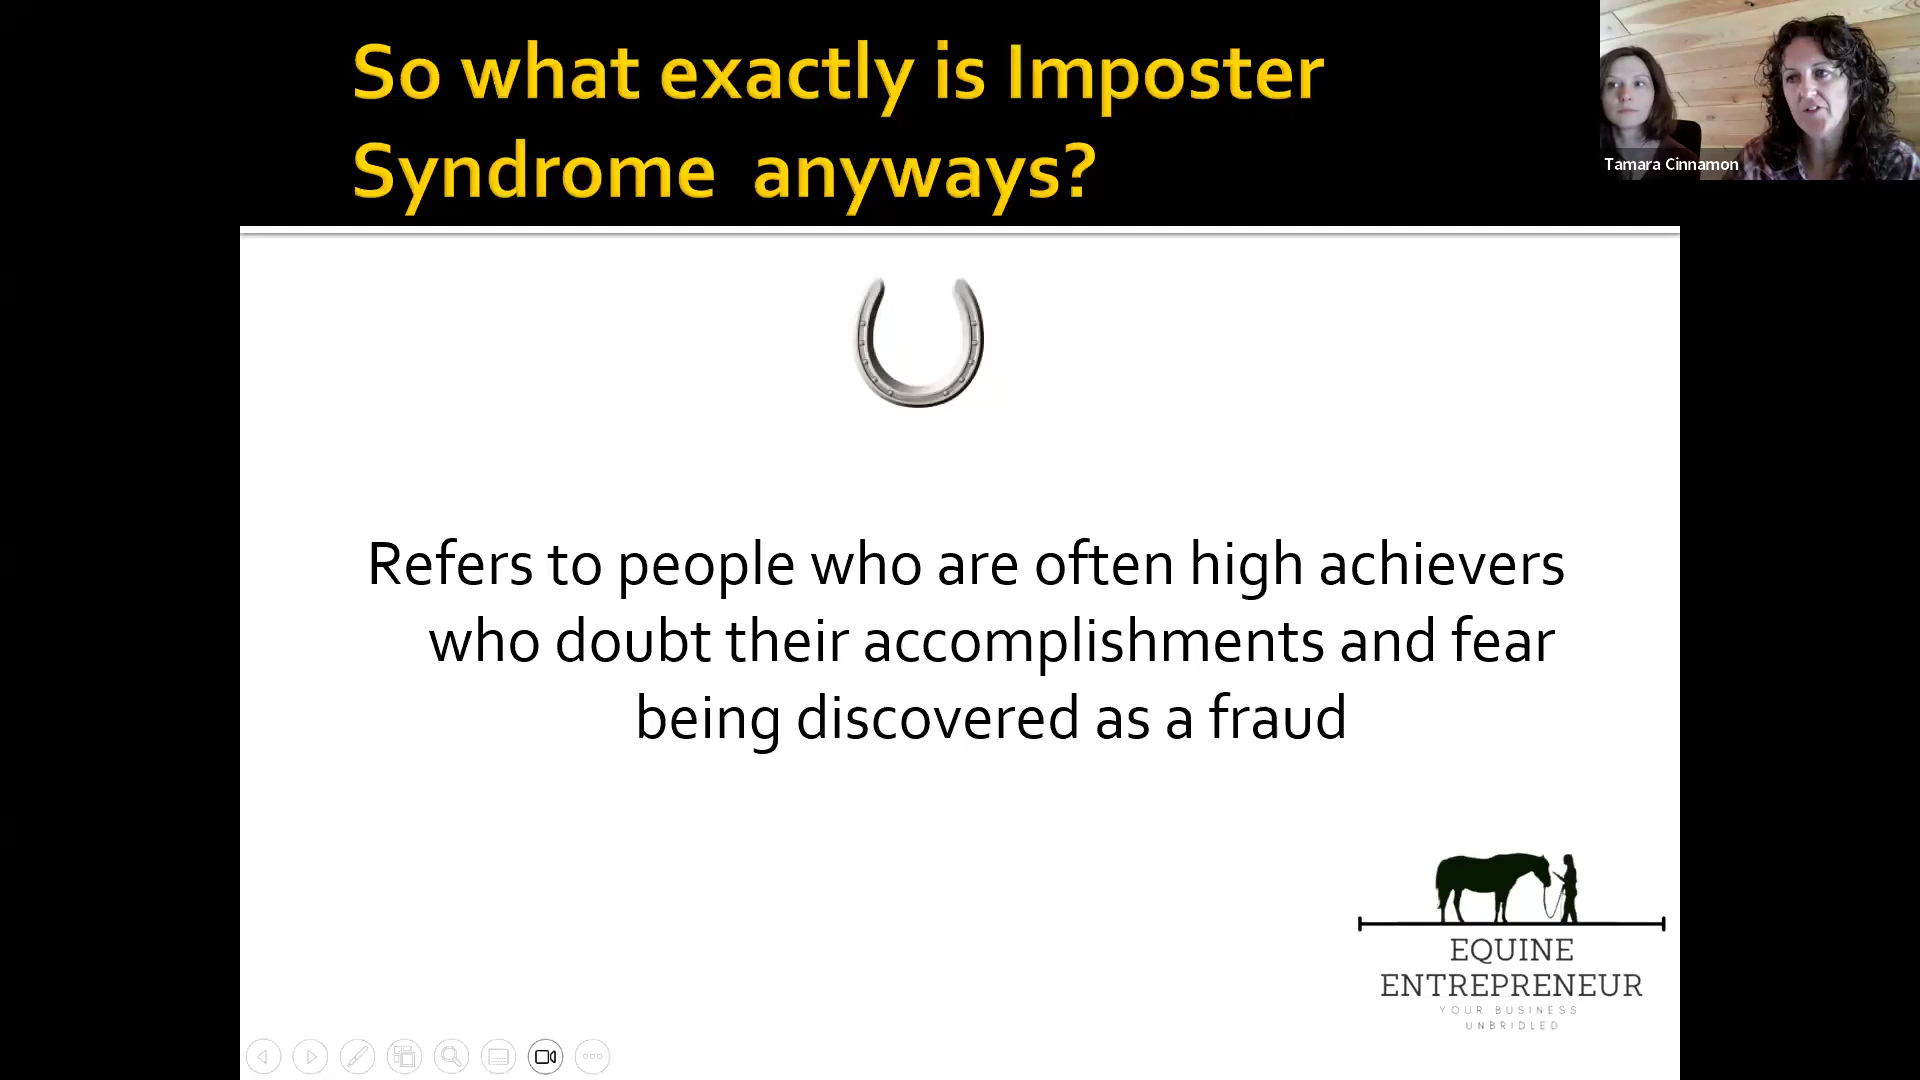 So what exactly is Imposter
Syndrome anyways?
Tamara Cinnamon
Refers to people who are often high achievers
who doubt their accomplishments and fear
being discovered as a fraud
EQUINE
ENTREPRENEUR
YOUR BUSINESS
UNBRIDLED